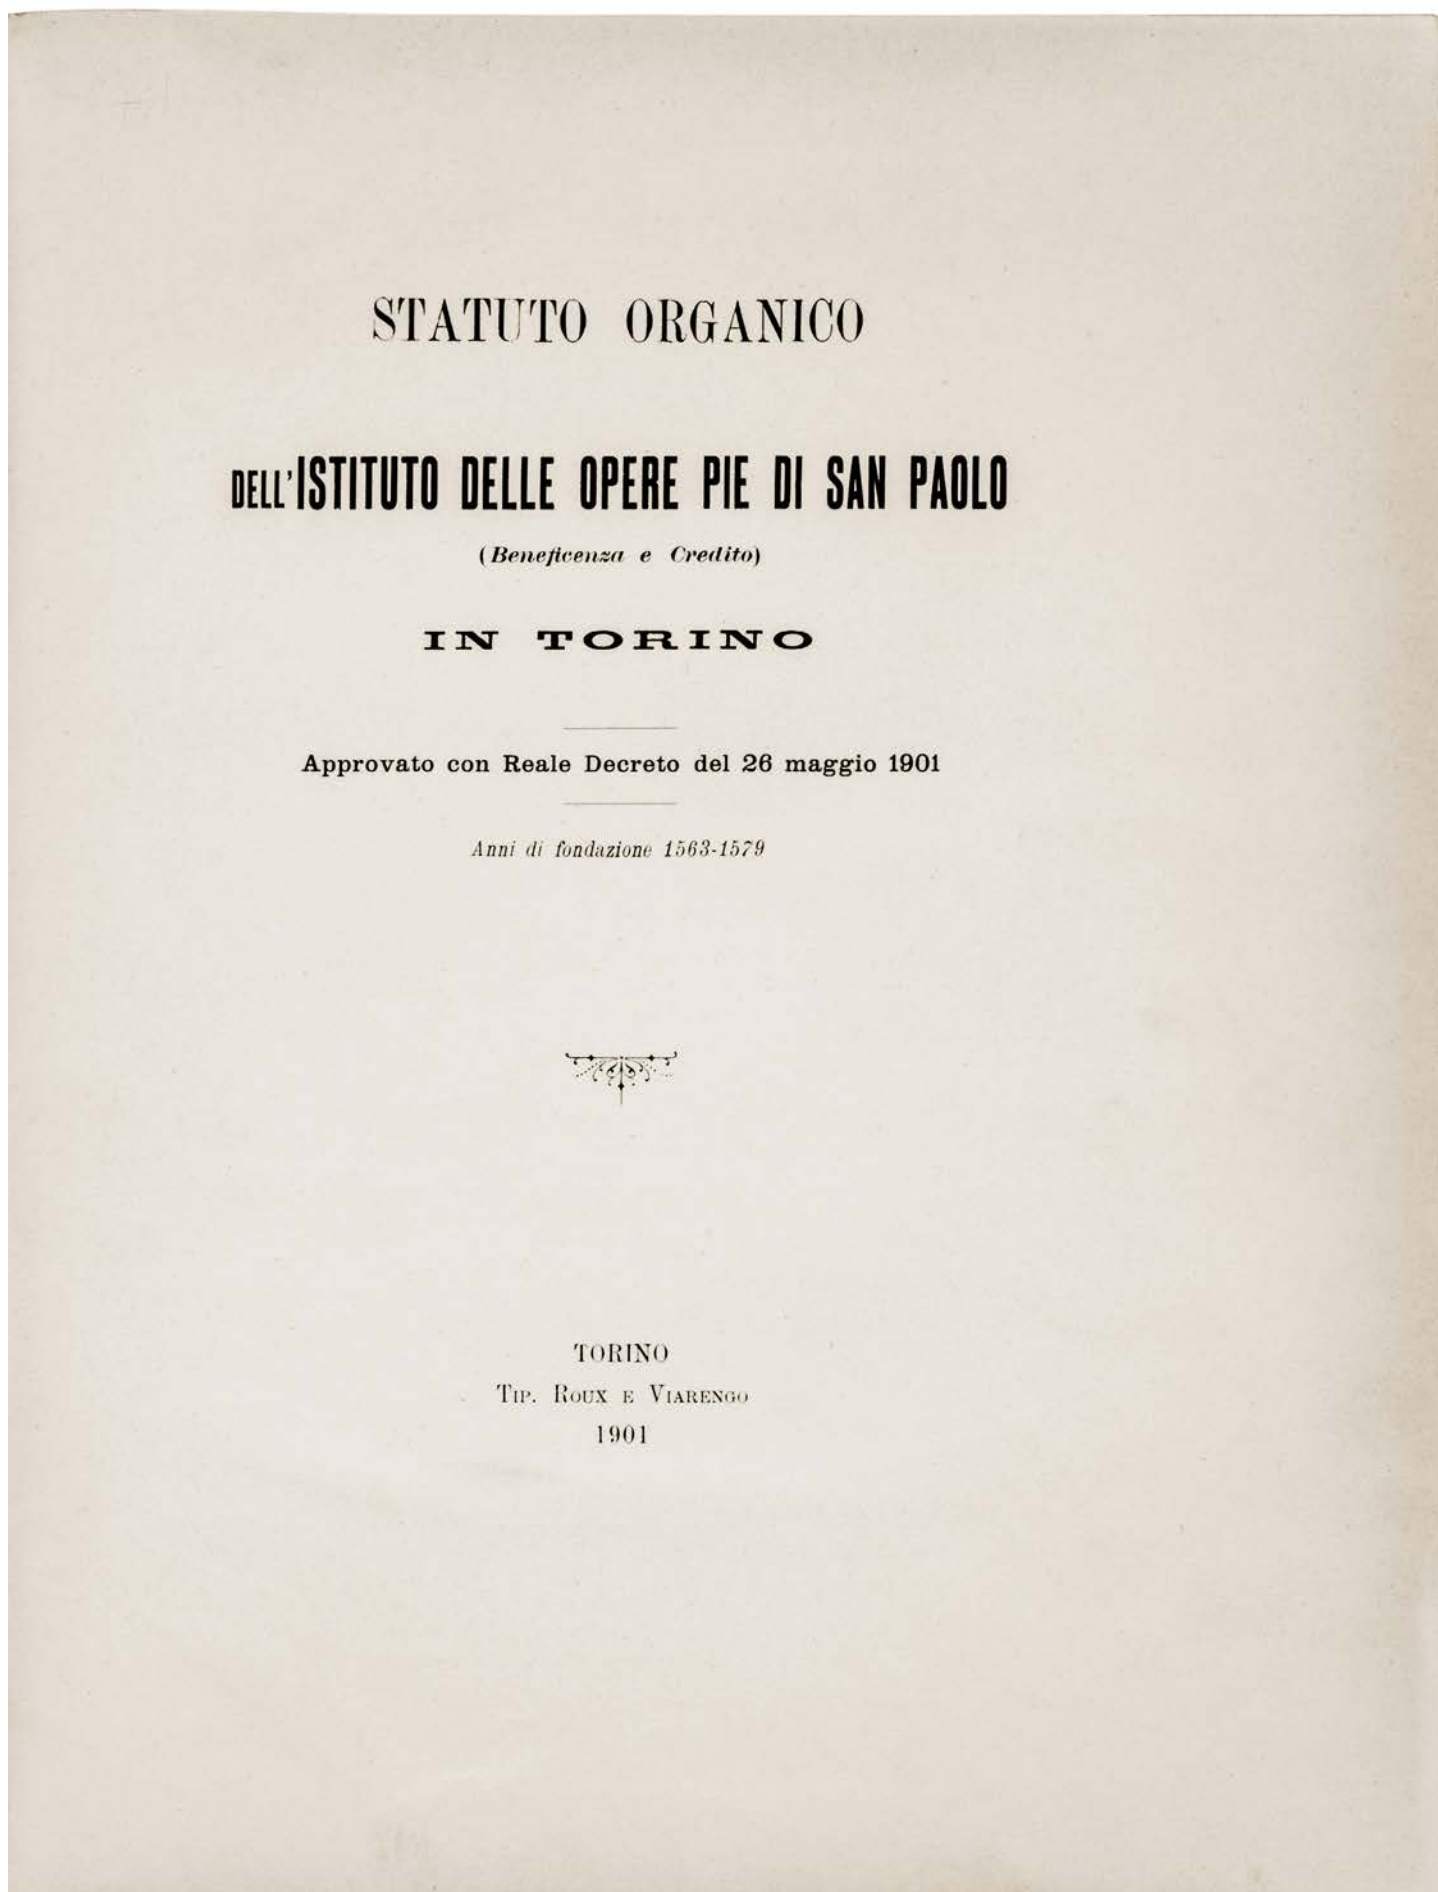 STATUTO ORGANICO
DELL'ISTITUTO DELLE OPERE PIE DI SAN PAOLO
(Beneficenza e Credito)
IN TORINO
Approvato con Reale Decreto del 26 maggio 1901
Anni di fondazione 1563-1579
TORINO
TIP. ROUX E VIARENGO
1901